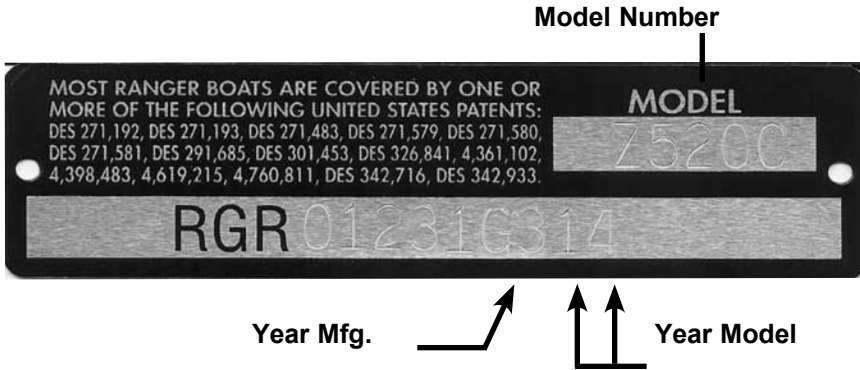 Model Number
MOST RANGER BOATS ARE COVERED BY ONE OR
MORE OF THE FOLLOWING UNITED STATES PATENTS:
DES 271,192, DES 271,193, DES 271,483, DES 271,579, DES 271,580,
DES 271,581, DES 291,685, DES 301,453, DES 326,841, 4,361,102,
4,398,483, 4,619,215, 4,760,811, DES 342,716, DES 342,933.
MODEL
Z520C
RGR01231G314
Year Mfg.
Year Model